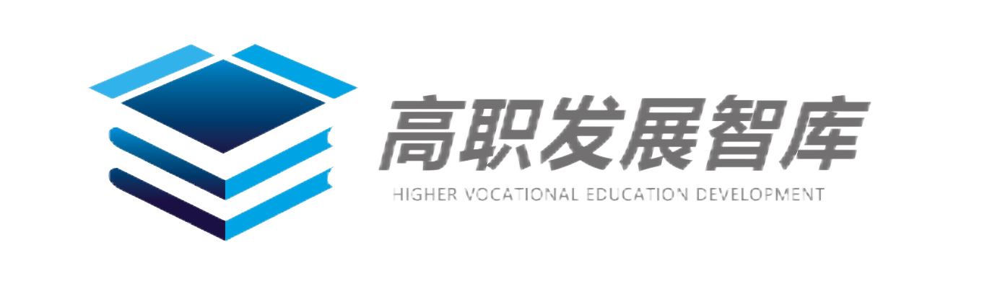 高职发展智库
HIGHER VOCATIONAL EDUCATION DEVELOPMENT